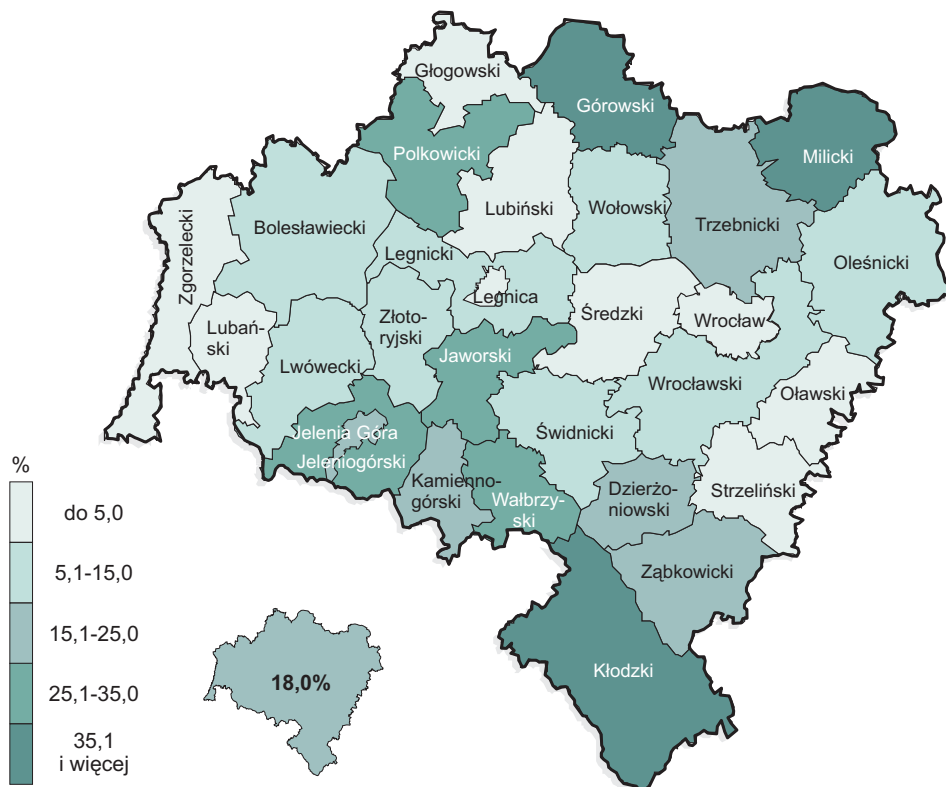 Głogowski
Górowski
Milicki
Polkowicki
Lubiński
Wołowski
Trzebnicki
Bolesławiecki
Zgorzelecki
Legnicki
Oleśnicki
Legnica
Średzki
Wrocław
Lubań-
ski
Złoto-
ryjski
Jaworski
Lwówecki
Wrocławski
Oławski
Jelenia Góra
Świdnicki
Jeleniogórski
Kamienno-
górski
Wałbrzy-
ski
Dzierżo-
niowski
Strzeliński
Ząbkowicki
Kłodzki
%
do 5,0
5,1-15,0
15,1-25,0
25,1-35,0
35,1
i więcej
18,0%